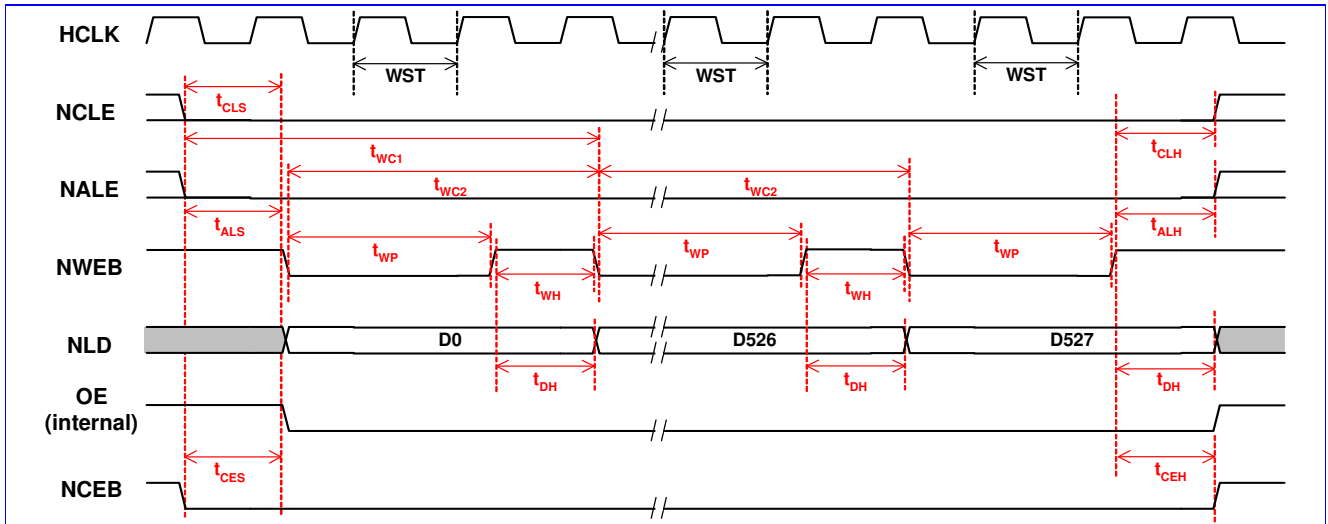 HCLK
WST WST WST
tCLS
NCLE
tWC1
tCLH
NALE
tWC2 tWC2
tALS
tALH
tWP tWP tWP
NWEB
tWH tWH
NLD
D0 D526 D527
tDH tDH tDH
OE
(internal)
tCES
tCEH
NCEB